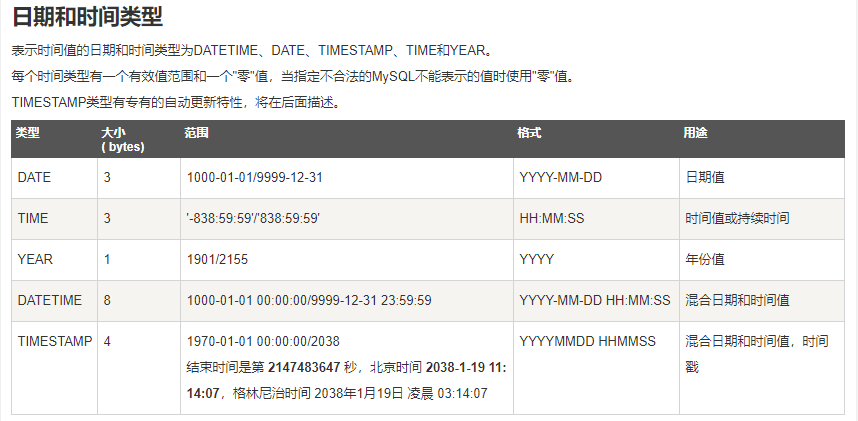 日期和时间类型
表示时间值的日期和时间类型为DATETIME、DATE、TIMESTAMP、TIME和YEAR。
每个时间类型有一个有效值范围和一个"零"值，当指定不合法的MySQL不能表示的值时使用"零"值。
TIMESTAMP类型有专有的自动更新特性，将在后面描述。
类型 大小 范围 格式 用途
( bytes)
DATE 3 1000-01-01/9999-12-31 YYYY-MM-DD 日期值
TIME 3 '-838:59:59'/'838:59:59' HH:MM:SS 时间值或持续时间
YEAR 1 1901/2155 YYYY 年份值
DATETIME 8 1000-01-01 00:00:00/9999-12-31 23:59:59 YYYY-MM-DD HH:MM:SS 混合日期和时间值
TIMESTAMP 4 1970-01-01 00:00:00/2038 YYYYMMDD HHMMSS 混合日期和时间值，时间
结束时间是第 2147483647 秒，北京时间 2038-1-19 11: 戳
14:07，格林尼治时间 2038年1月19日 凌晨 03:14:07